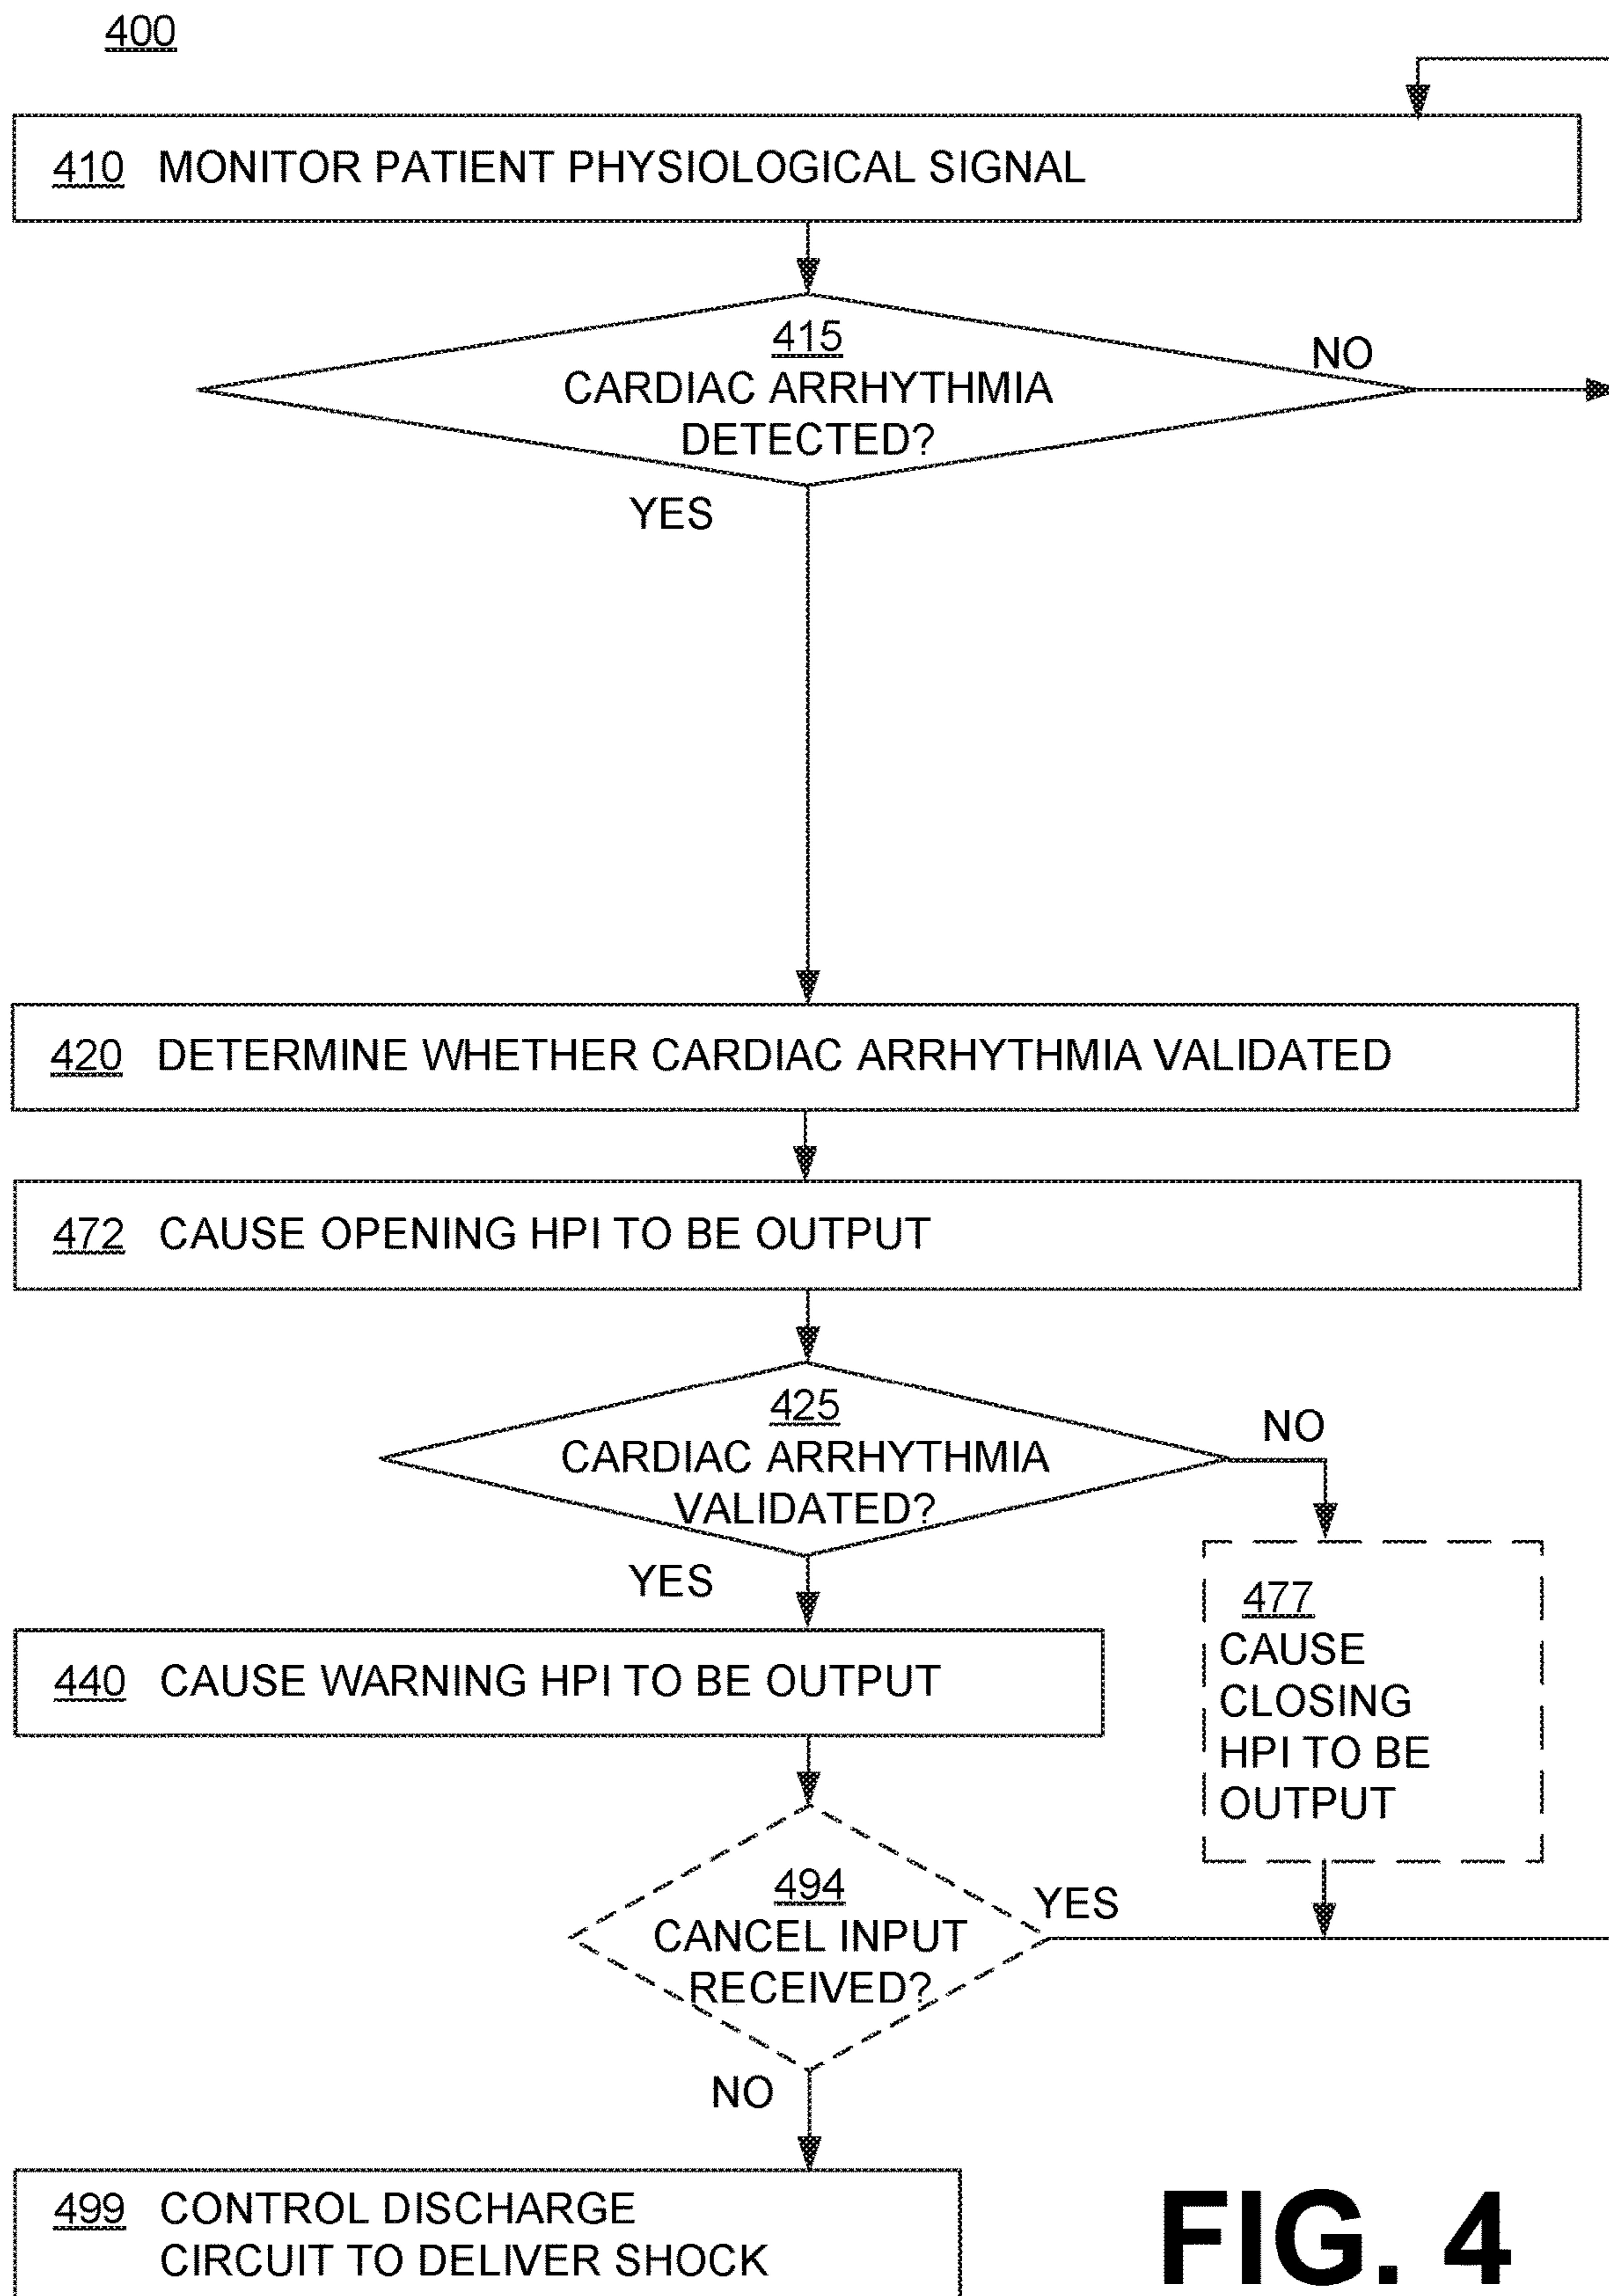 400
410 MONITOR PATIENT PHYSIOLOGICAL SIGNAL
415
CARDIAC ARRHYTHMIA
DETECTED?
NO
YES
420 DETERMINE WHETHER CARDIAC ARRHYTHMIA VALIDATED
472 CAUSE OPENING HPI TO BE OUTPUT
425
CARDIAC ARRHYTHMIA
VALIDATED?
NO
YES
477
CAUSE
CLOSING
HPI TO BE
OUTPUT
440 CAUSE WARNING HPI TO BE OUTPUT
494
CANCEL INPUT
RECEIVED?
YES
NO
499 CONTROL DISCHARGE
CIRCUIT TO DELIVER SHOCK
FIG. 4